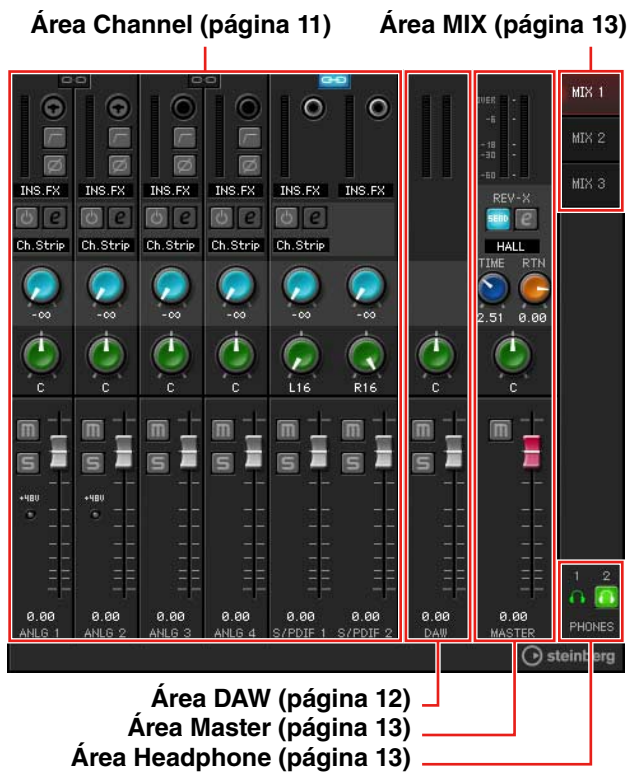 Área Channel (página 11) Área MIX (página 13)
MIX 1
MIX 2
MIX 3
OVER
-6
-18
-30
-60
INS.FX INS.FX INS.FX INS.FX INS.FX INS.FX
REV-X
SEND e
e e e e e
Ch.Strip Ch.Strip Ch.Strip Ch.Strip Ch.Strip
HALL
TIME RTN
-∞ -∞ -∞ -∞ -∞ -∞
2.51 0.00
C C C C L16 R16 C C
m m m m m m m m
S S S S S S S
+48V +48V
1 2
0.00 0.00 0.00 0.00 0.00 0.00 0.00 0.00
ANLG 1 ANLG 2 ANLG 3 ANLG 4 S/PDIF 1 S/PDIF 2 DAW MASTER
PHONES
steinberg
Área DAW (página 12)
Área Master (página 13)
Área Headphone (página 13)